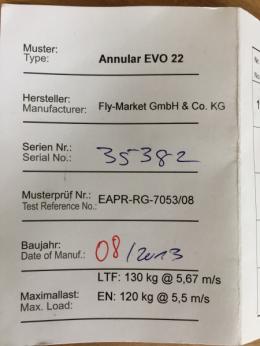 Muster:
Type: Annular EVO 22
Hersteller:
Manufacturer: Fly-Market GmbH & Co. KG
Serien Nr.:
Serial No.: 35382
Musterprüf Nr.: EAPR-RG-7053/08
Test Reference No.:
Baujahr:
Date of Manuf.: 08/2013
LTF: 130 kg @ 5,67 m/s
Maximallast: EN: 120 kg @ 5,5 m/s
Max. Load: